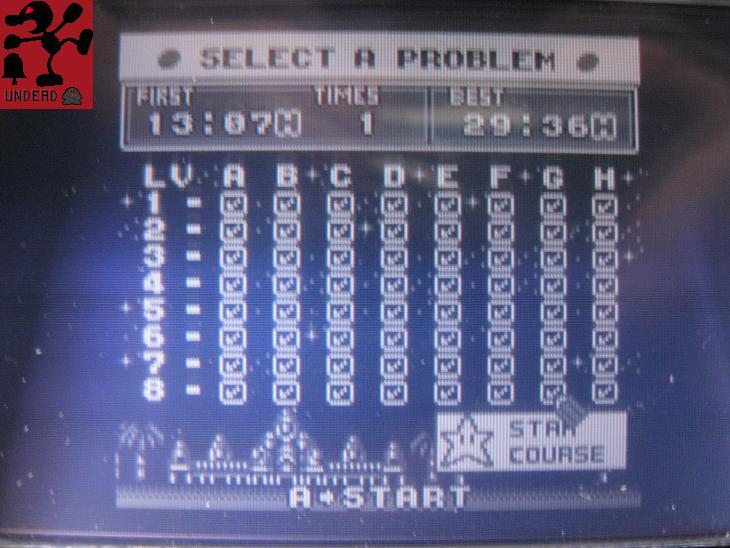 UNDEAD
SELECT A PROBLEM
FIRST TIMES BEST
13:07 1 29:36
LV A B C D E F G H
1 -
2 -
3 -
4 -
5 -
6 -
7 -
8 -
STAR
COURSE
A→START